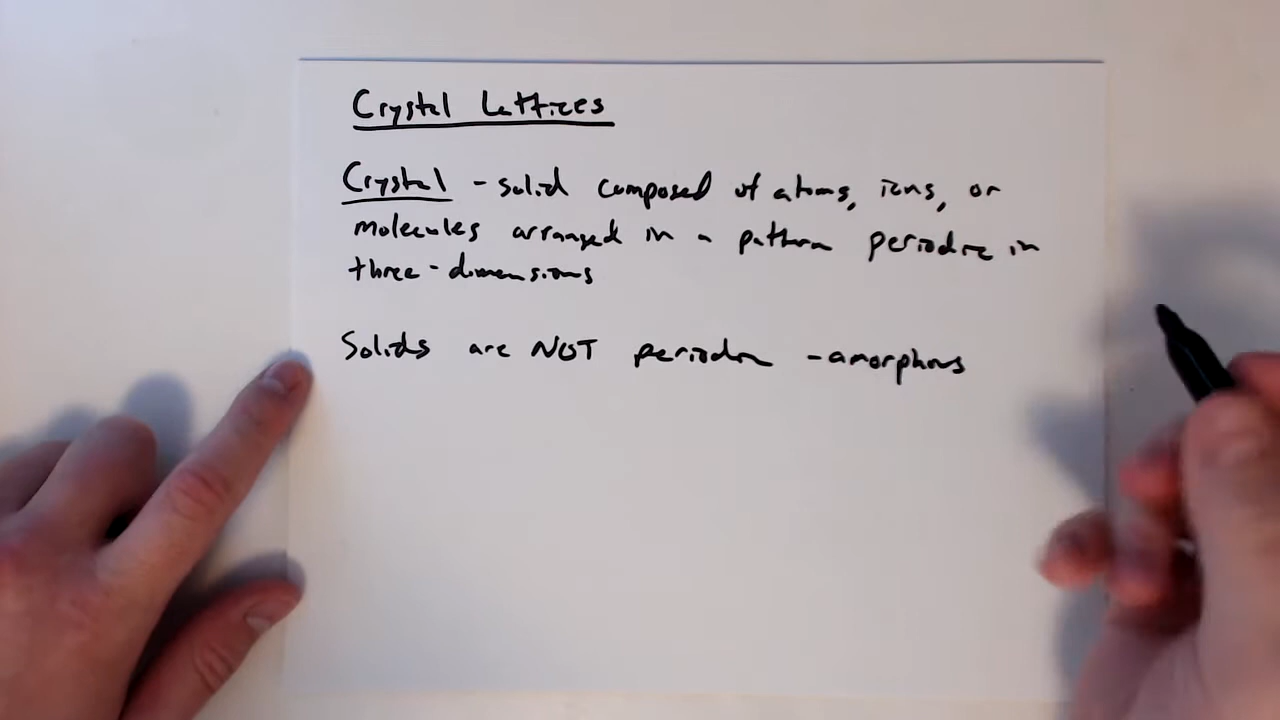 Crystal Lattices
Crystal - solid composed of atoms, ions, or
molecules arranged in a pattern periodic in
three-dimensions
Solids are NOT periodic - amorphous